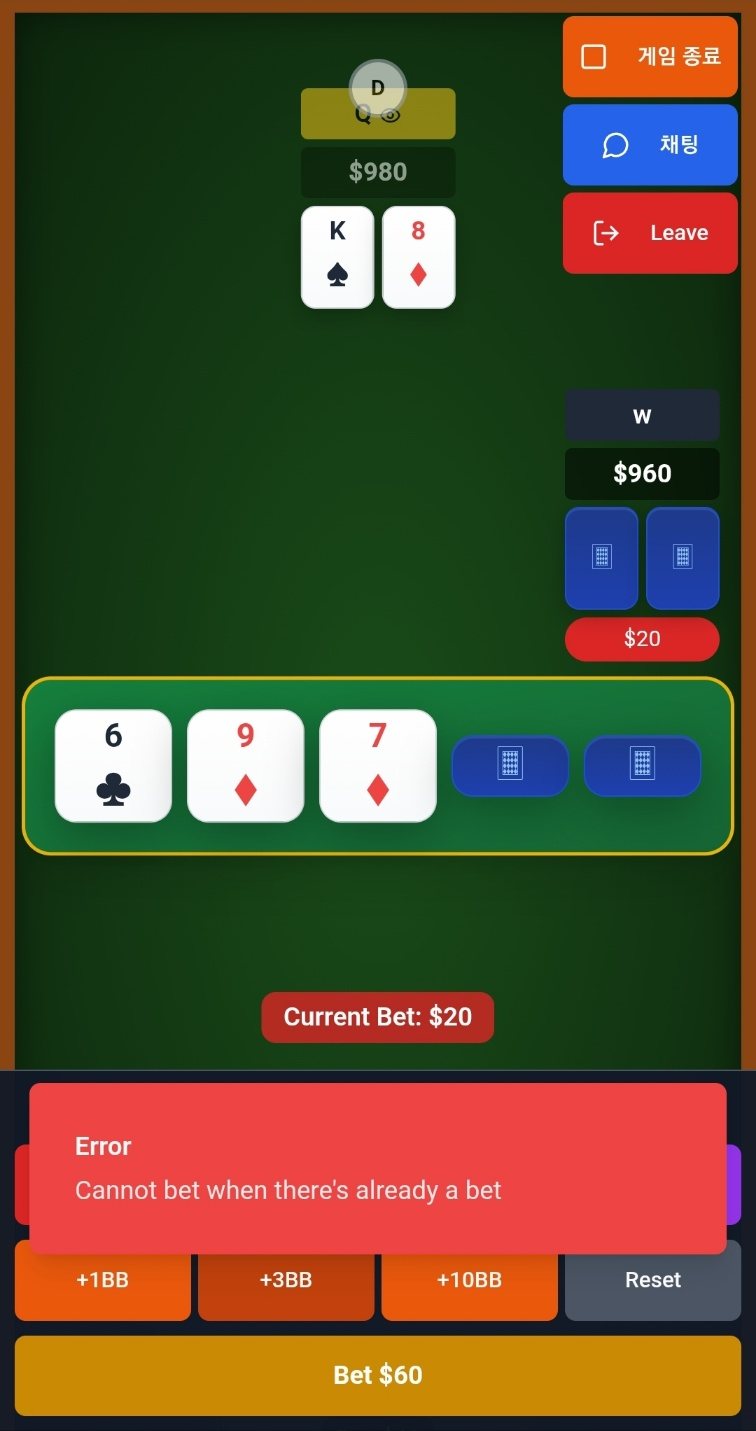 게임 종료
D
Q
$980
채팅
K
8
Leave
W
$960
$20
6
9
7
Current Bet: $20
Error
Cannot bet when there's already a bet
+1BB
+3BB
+10BB
Reset
Bet $60